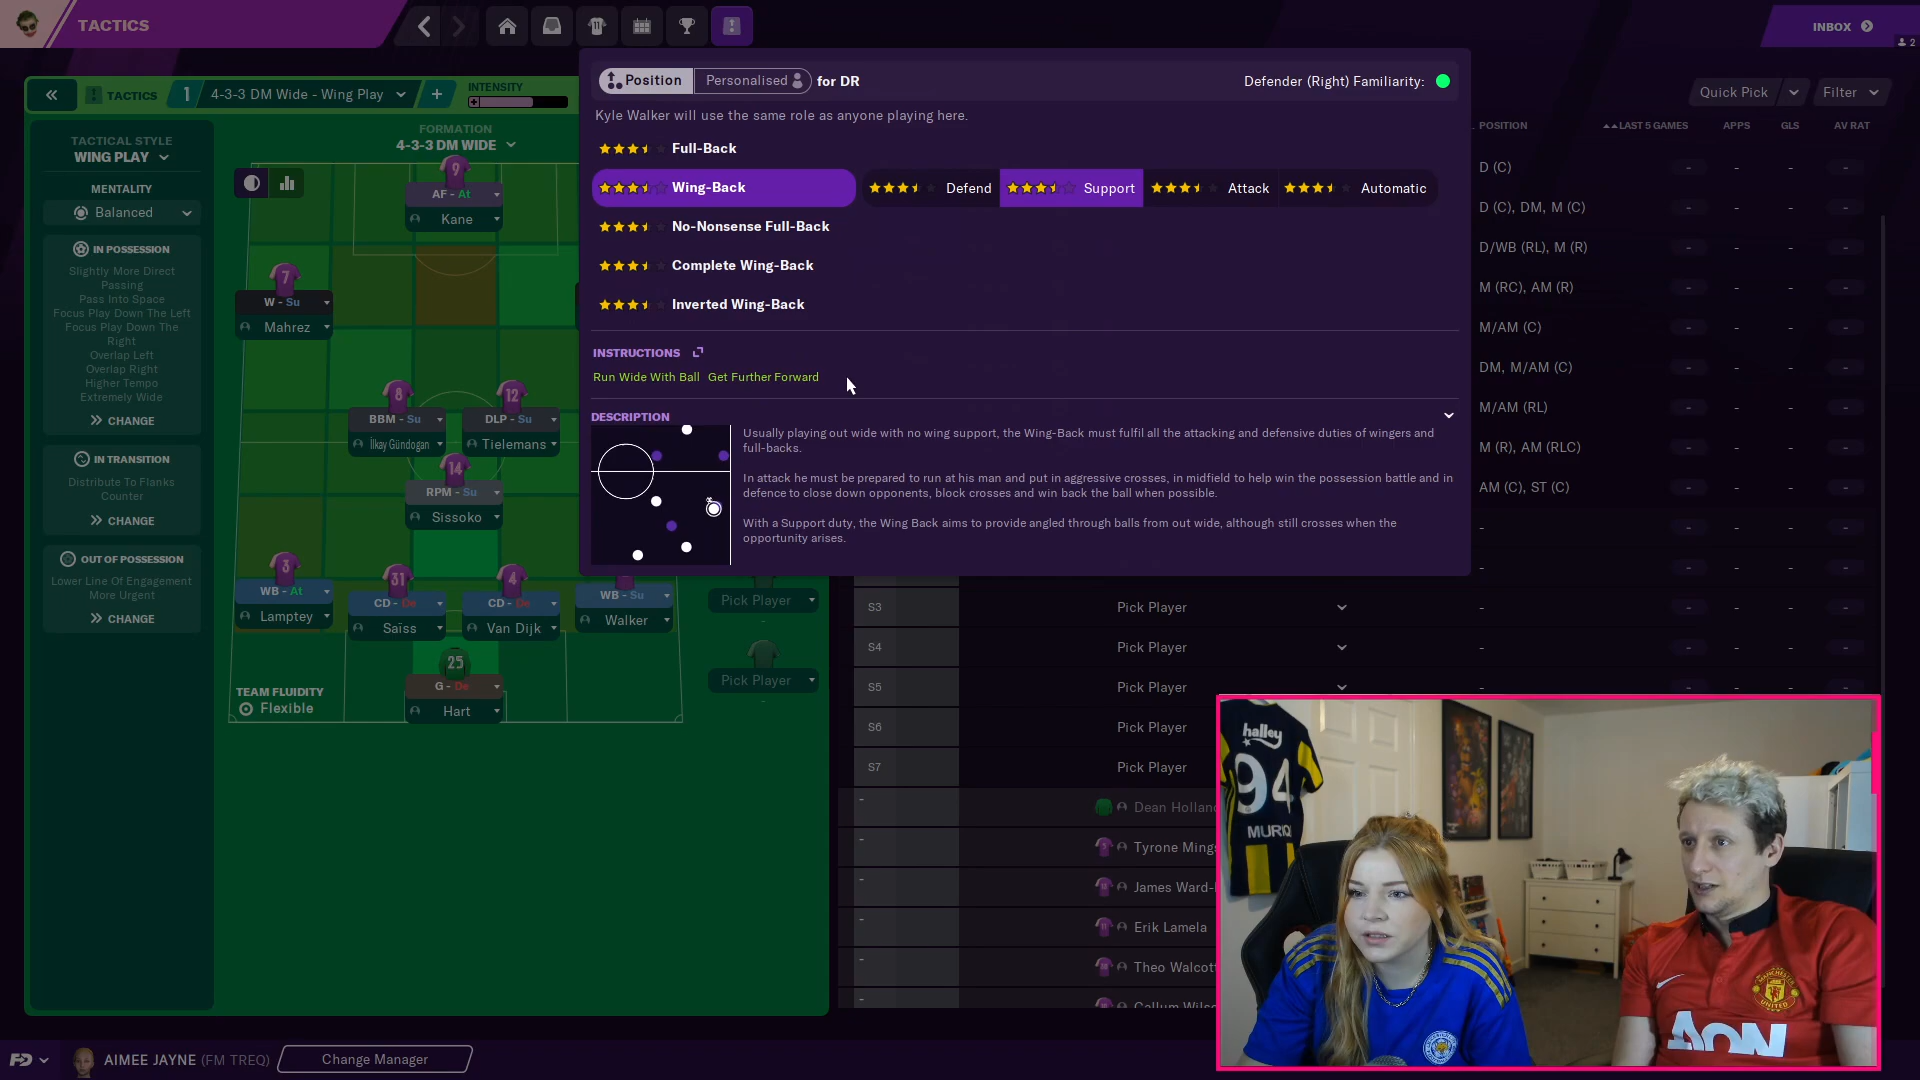 TACTICS
INBOX
2
TACTICS
1
4-3-3 DM Wide - Wing Play
INTENSITY
TACTICAL STYLE
WING PLAY
MENTALITY
Balanced
IN POSSESSION
Slightly More Direct
Passing
Pass Into Space
Focus Play Down The Left
Focus Play Down The
Right
Overlap Left
Overlap Right
Higher Tempo
Extremely Wide
CHANGE
IN TRANSITION
Distribute To Flanks
Counter
CHANGE
OUT OF POSSESSION
Lower Line Of Engagement
More Urgent
CHANGE
FORMATION
4-3-3 DM WIDE
9
AF - At
Kane
7
W - Su
Mahrez
8
BBM - Su
İlkay Gündogan
12
DLP - Su
Tielemans
14
RPM - Su
Sissoko
3
WB - At
Lamptey
31
CD - De
Saïss
4
CD - De
Van Dijk
WB - Su
Walker
25
G - De
Hart
TEAM FLUIDITY
Flexible
Pick Player
Pick Player
Position
Personalised
for DR
Defender (Right) Familiarity:
Kyle Walker will use the same role as anyone playing here.
Full-Back
Wing-Back
Defend
Support
Attack
Automatic
No-Nonsense Full-Back
Complete Wing-Back
Inverted Wing-Back
INSTRUCTIONS
Run Wide With Ball Get Further Forward
DESCRIPTION
Usually playing out wide with no wing support, the Wing-Back must fulfil all the attacking and defensive duties of wingers and
full-backs.
In attack he must be prepared to run at his man and put in aggressive crosses, in midfield to help win the possession battle and in
defence to close down opponents, block crosses and win back the ball when possible.
With a Support duty, the Wing Back aims to provide angled through balls from out wide, although still crosses when the
opportunity arises.
Quick Pick
Filter
POSITION
LAST 5 GAMES
APPS
GLS
AV RAT
D (C)
D (C), DM, M (C)
D/WB (RL), M (R)
M (RC), AM (R)
M/AM (C)
DM, M/AM (C)
M/AM (RL)
M (R), AM (RLC)
AM (C), ST (C)
S3
Pick Player
S4
Pick Player
S5
Pick Player
S6
Pick Player
S7
Pick Player
Tyrone
James
Erik Lamela
Theo
halley
94
MURIQ
MANCHESTER
UNITED
AON
AIMEE JAYNE (FM TREQ)
Change Manager